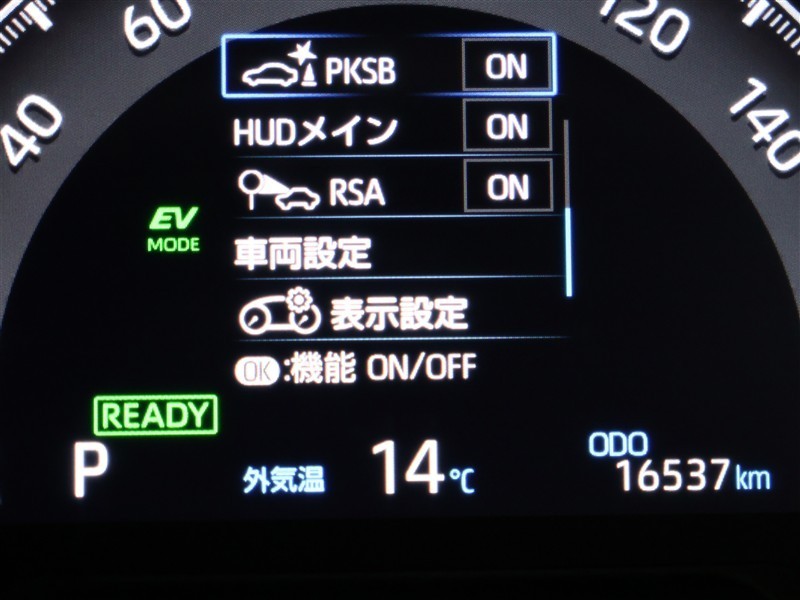 40
60
120
140
PKSB ON
HUDメイン ON
RSA ON
EV
MODE
車両設定
表示設定
OK:機能 ON/OFF
READY
P
外気温 14℃
ODO
16537km